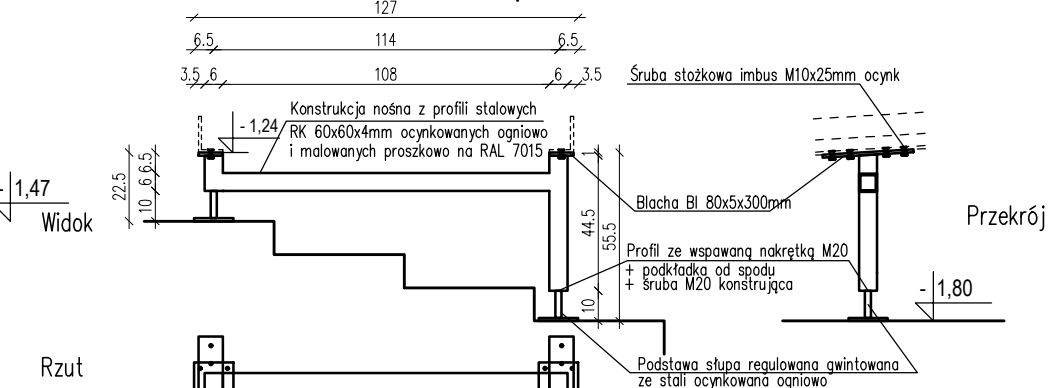 127
6.5 114 6.5
3.5 6 108 6 3.5
Śruba stożkowa imbus M10x25mm ocynk
Konstrukcja nośna z profili stalowych
RK 60x60x4mm ocynkowanych ogniowo
i malowanych proszkowo na RAL 7015
- 1,24
- 1,47
22.5
10 6 6.5
Widok
1
44.5
10
55.5
Blacha Bl 80x5x300mm
Przekrój
Profil ze wspawaną nakrętką M20
+ podkładka od spodu
+ śruba M20 konstrująca
- 1,80
Rzut
Podstawa słupa regulowana gwintowana
ze stali ocynkowana ogniowo